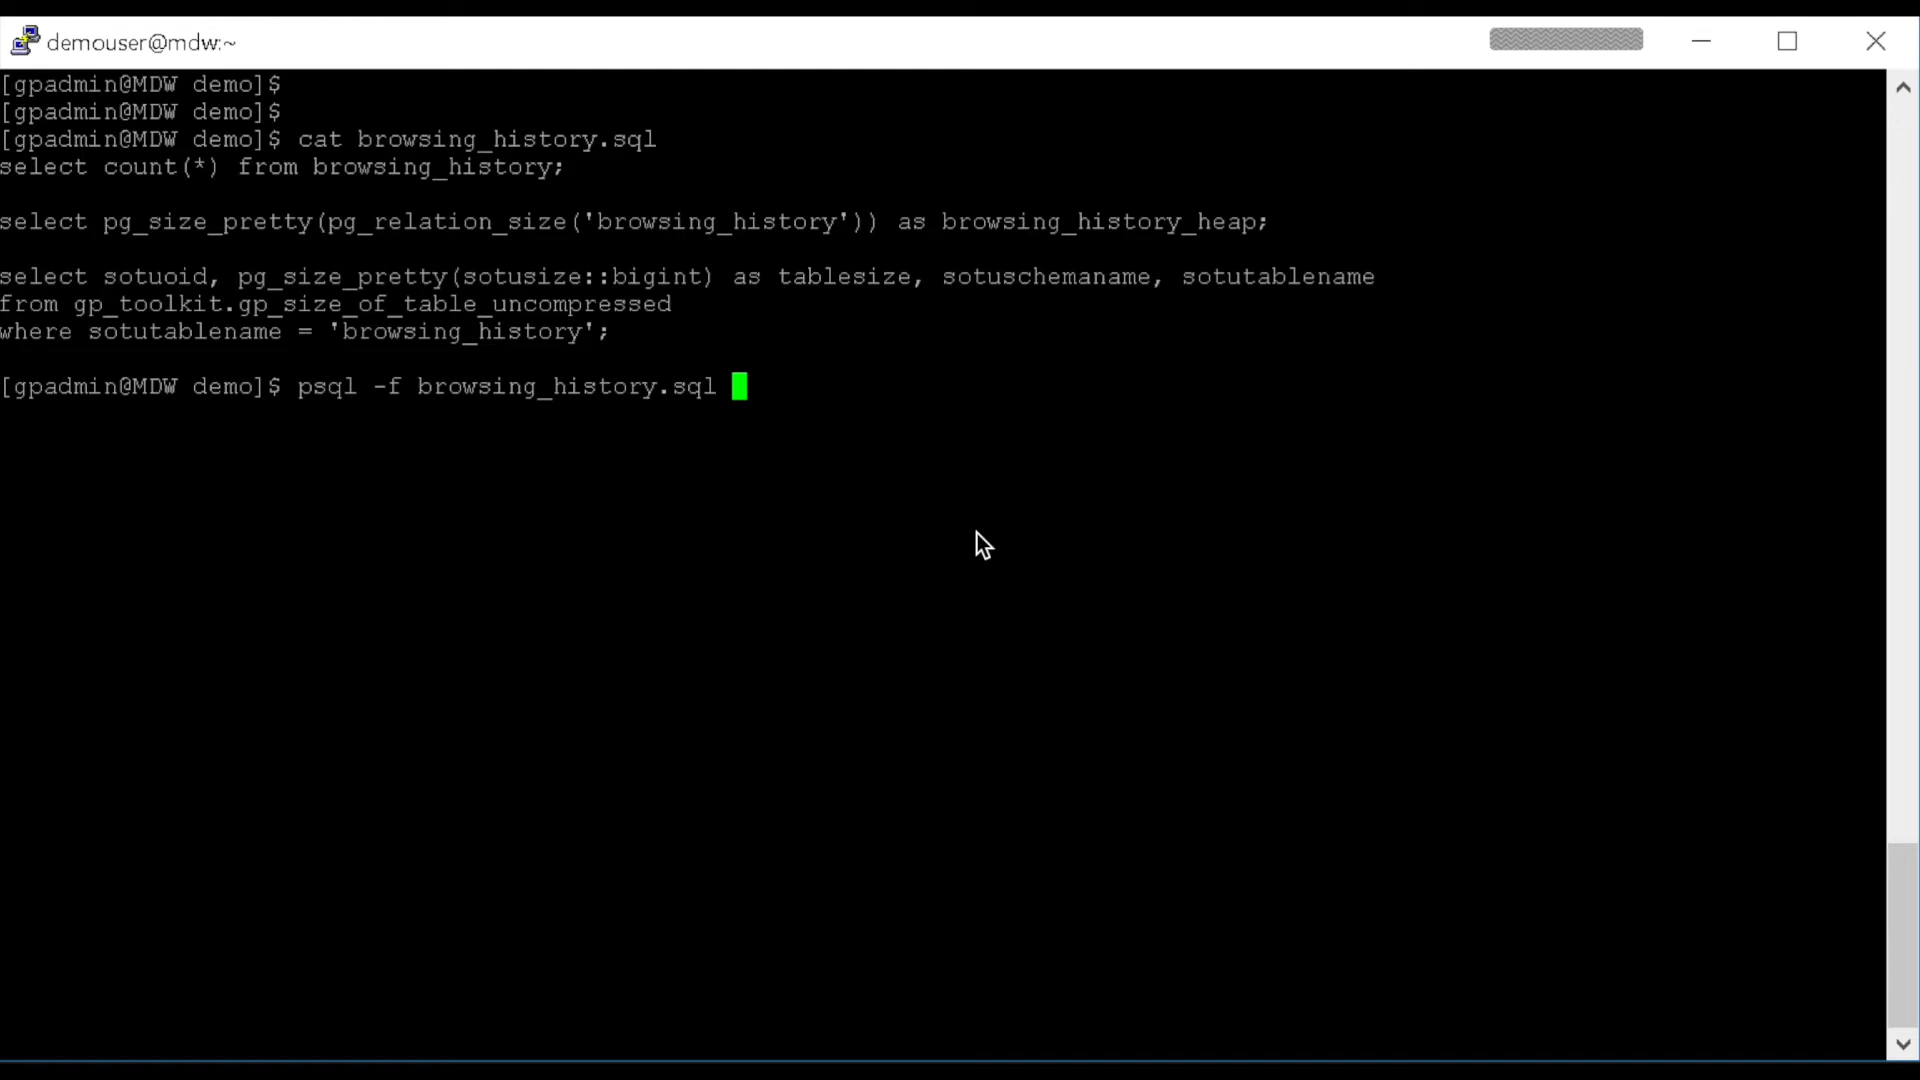 demouser@mdw:~
[gpadmin@MDW demo]$
[gpadmin@MDW demo]$
[gpadmin@MDW demo]$ cat browsing_history.sql
select count(*) from browsing_history;
select pg_size_pretty(pg_relation_size('browsing_history')) as browsing_history_heap;
select sotuoid, pg_size_pretty(sotusize::bigint) as tablesize, sotuschemaname, sotutablename
from gp_toolkit.gp_size_of_table_uncompressed
where sotutablename = 'browsing_history';
[gpadmin@MDW demo]$ psql -f browsing_history.sql